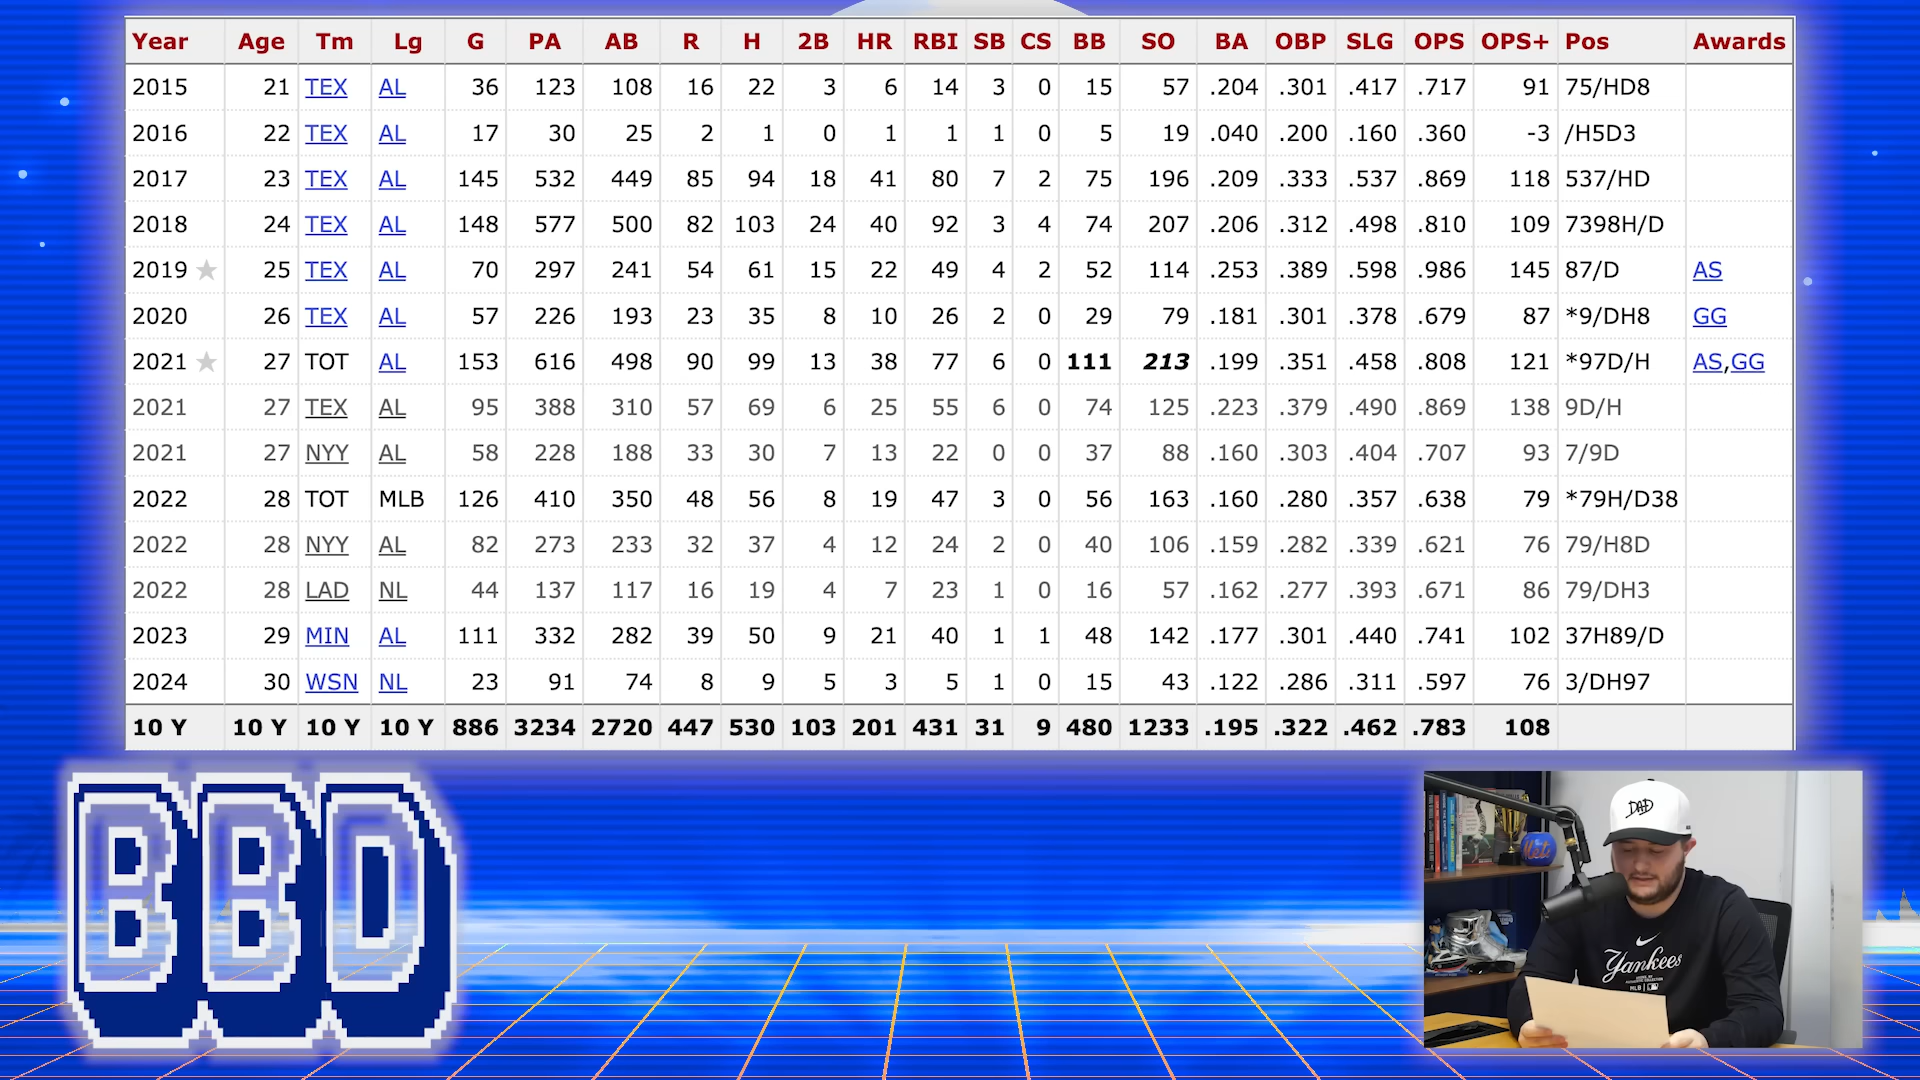 Year Age Tm Lg G PA AB R H 2B HR RBI SB CS BB SO BA OBP SLG OPS OPS+ Pos Awards
2015 21 TEX AL 36 123 108 16 22 3 6 14 3 0 15 57 .204 .301 .417 .717 91 75/HD8
2016 22 TEX AL 17 30 25 2 1 0 1 1 1 0 5 19 .040 .200 .160 .360 -3 /H5D3
2017 23 TEX AL 145 532 449 85 94 18 41 80 7 2 75 196 .209 .333 .537 .869 118 537/HD
2018 24 TEX AL 148 577 500 82 103 24 40 92 3 4 74 207 .206 .312 .498 .810 109 7398H/D
2019 ★ 25 TEX AL 70 297 241 54 61 15 22 49 4 2 52 114 .253 .389 .598 .986 145 87/D AS
2020 26 TEX AL 57 226 193 23 35 8 10 26 2 0 29 79 .181 .301 .378 .679 87 *9/DH8 GG
2021 ★ 27 TOT AL 153 616 498 90 99 13 38 77 6 0 111 213 .199 .351 .458 .808 121 *97D/H AS,GG
2021 27 TEX AL 95 388 310 57 69 6 25 55 6 0 74 125 .223 .379 .490 .869 138 9D/H
2021 27 NYY AL 58 228 188 33 30 7 13 22 0 0 37 88 .160 .303 .404 .707 93 7/9D
2022 28 TOT MLB 126 410 350 48 56 8 19 47 3 0 56 163 .160 .280 .357 .638 79 *79H/D38
2022 28 NYY AL 82 273 233 32 37 4 12 24 2 0 40 106 .159 .282 .339 .621 76 79/H8D
2022 28 LAD NL 44 137 117 16 19 4 7 23 1 0 16 57 .162 .277 .393 .671 86 79/DH3
2023 29 MIN AL 111 332 282 39 50 9 21 40 1 1 48 142 .177 .301 .440 .741 102 37H89/D
2024 30 WSN NL 23 91 74 8 9 5 3 5 1 0 15 43 .122 .286 .311 .597 76 3/DH97
10 Y 10 Y 10 Y 10 Y 886 3234 2720 447 530 103 201 431 31 9 480 1233 .195 .322 .462 .783 108
BBD
DAD
Mets
Yankees
MLB